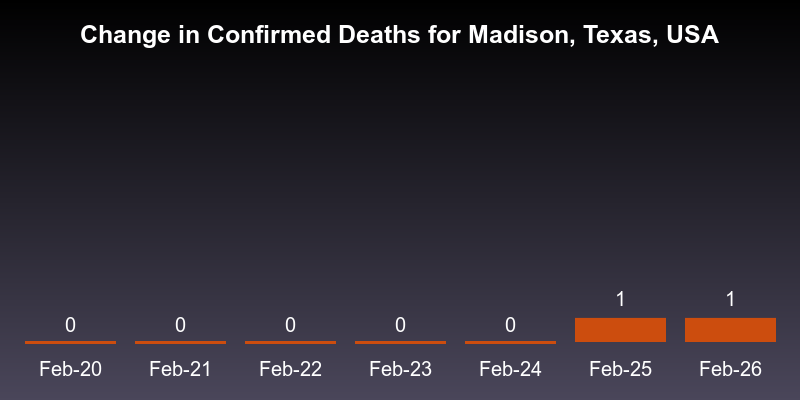 Change in Confirmed Deaths for Madison, Texas, USA
0 0 0 0 0 1 1
Feb-20 Feb-21 Feb-22 Feb-23 Feb-24 Feb-25 Feb-26